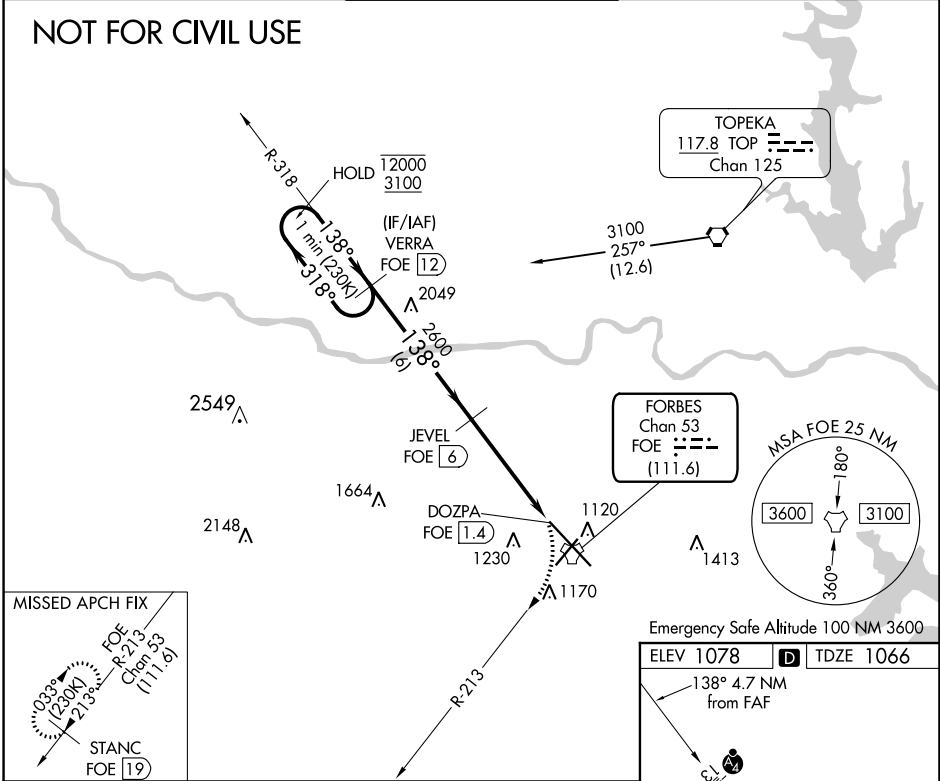 NOT FOR CIVIL USE
TOPEKA
117.8 TOP
Chan 125
R-318
HOLD 12000
3100
138°
1 min (230K)
318°
(IF/IAF)
VERRA
FOE 12
3100
257°
(12.6)
2049
2600
138°
(6)
2549
JEVEL
FOE 6
FORBES
Chan 53
FOE
(111.6)
MSA FOE 25 NM
180°
3600
3100
360°
1664
DOZPA
FOE 1.4
1120
2148
1230
1413
1170
MISSED APCH FIX
FOE
R-213
Chan 53
(111.6)
033°
(230K)
213°
STANC
FOE 19
R-213
Emergency Safe Altitude 100 NM 3600
ELEV 1078 D TDZE 1066
138° 4.7 NM
from FAF
13
A4